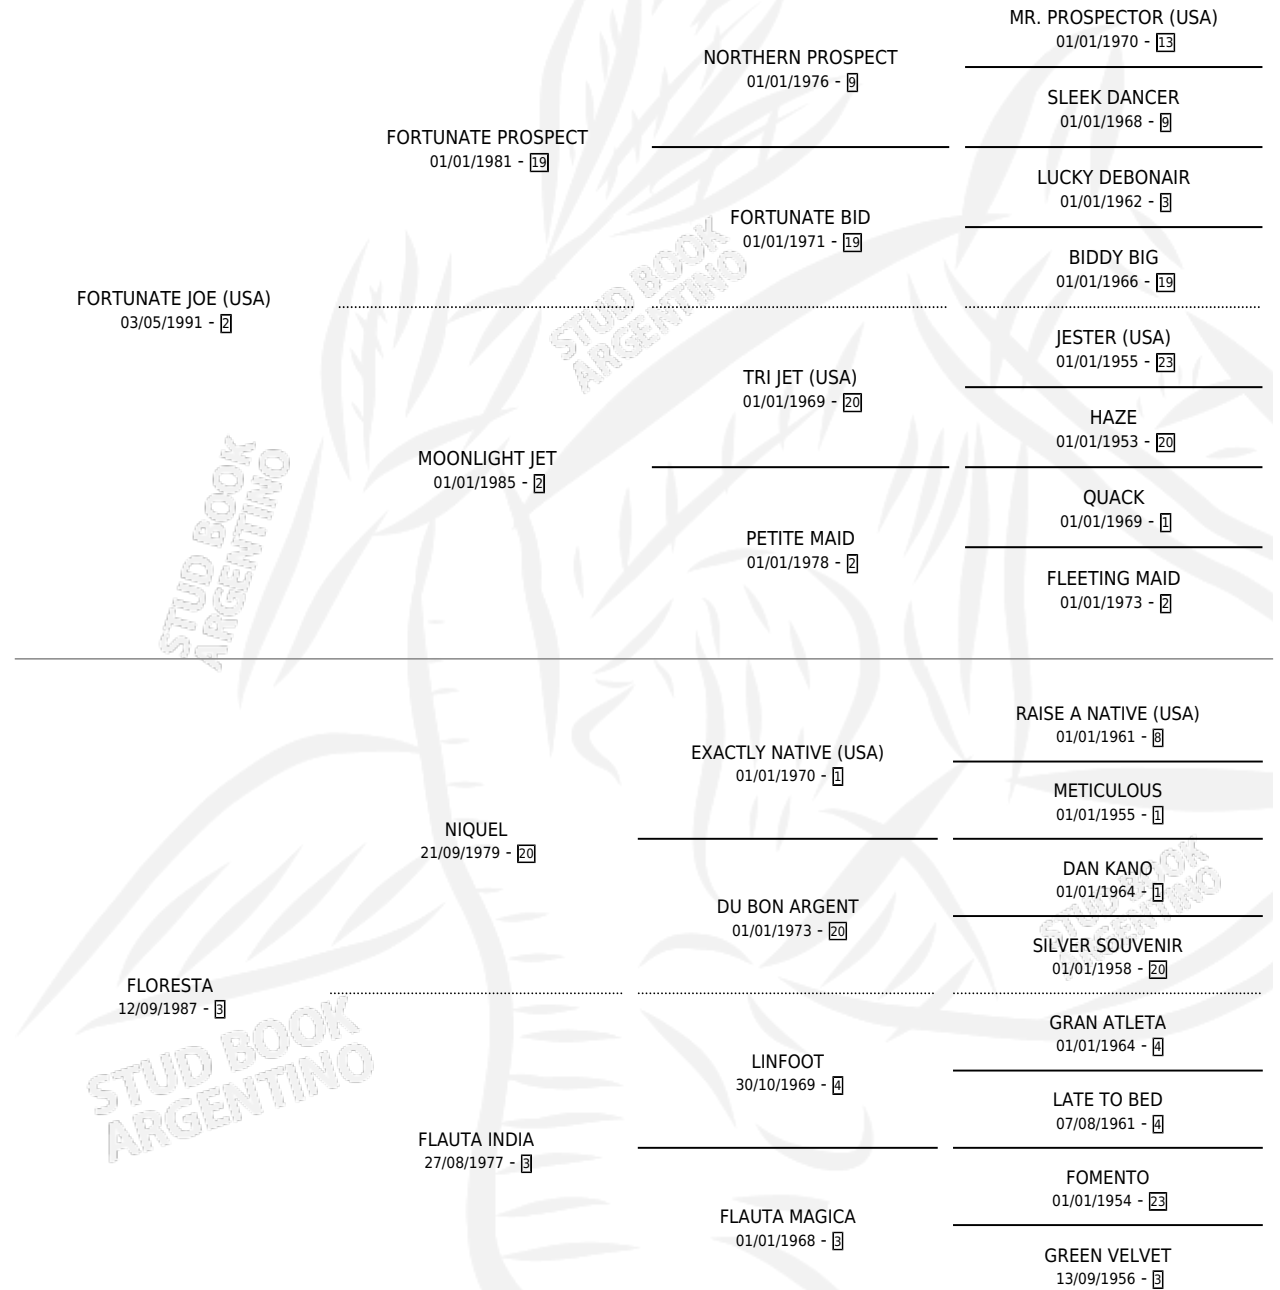 MR. PROSPECTOR (USA)
01/01/1970 - 13
NORTHERN PROSPECT
01/01/1976 - 9
SLEEK DANCER
01/01/1968 - 9
FORTUNATE PROSPECT
01/01/1981 - 19
LUCKY DEBONAIR
01/01/1962 - 3
FORTUNATE BID
01/01/1971 - 19
BIDDY BIG
01/01/1966 - 19
FORTUNATE JOE (USA)
03/05/1991 - 2
JESTER (USA)
01/01/1955 - 23
TRI JET (USA)
01/01/1969 - 20
HAZE
01/01/1953 - 20
MOONLIGHT JET
01/01/1985 - 2
QUACK
01/01/1969 - 1
PETITE MAID
01/01/1978 - 2
FLEETING MAID
01/01/1973 - 2
RAISE A NATIVE (USA)
01/01/1961 - 8
EXACTLY NATIVE (USA)
01/01/1970 - 1
METICULOUS
01/01/1955 - 1
NIQUEL
21/09/1979 - 20
DAN KANO
01/01/1964 - 1
DU BON ARGENT
01/01/1973 - 20
SILVER SOUVENIR
01/01/1958 - 20
FLORESTA
12/09/1987 - 3
GRAN ATLETA
01/01/1964 - 4
LINFOOT
30/10/1969 - 4
LATE TO BED
07/08/1961 - 4
FLAUTA INDIA
27/08/1977 - 3
FOMENTO
01/01/1954 - 23
FLAUTA MAGICA
01/01/1968 - 3
GREEN VELVET
13/09/1956 - 3
STUD BOOK
ARGENTINO
STUD BOOK
ARGENTINO
STUD BOOK
ARGENTINO
STUD BOOK
ARGENTINO